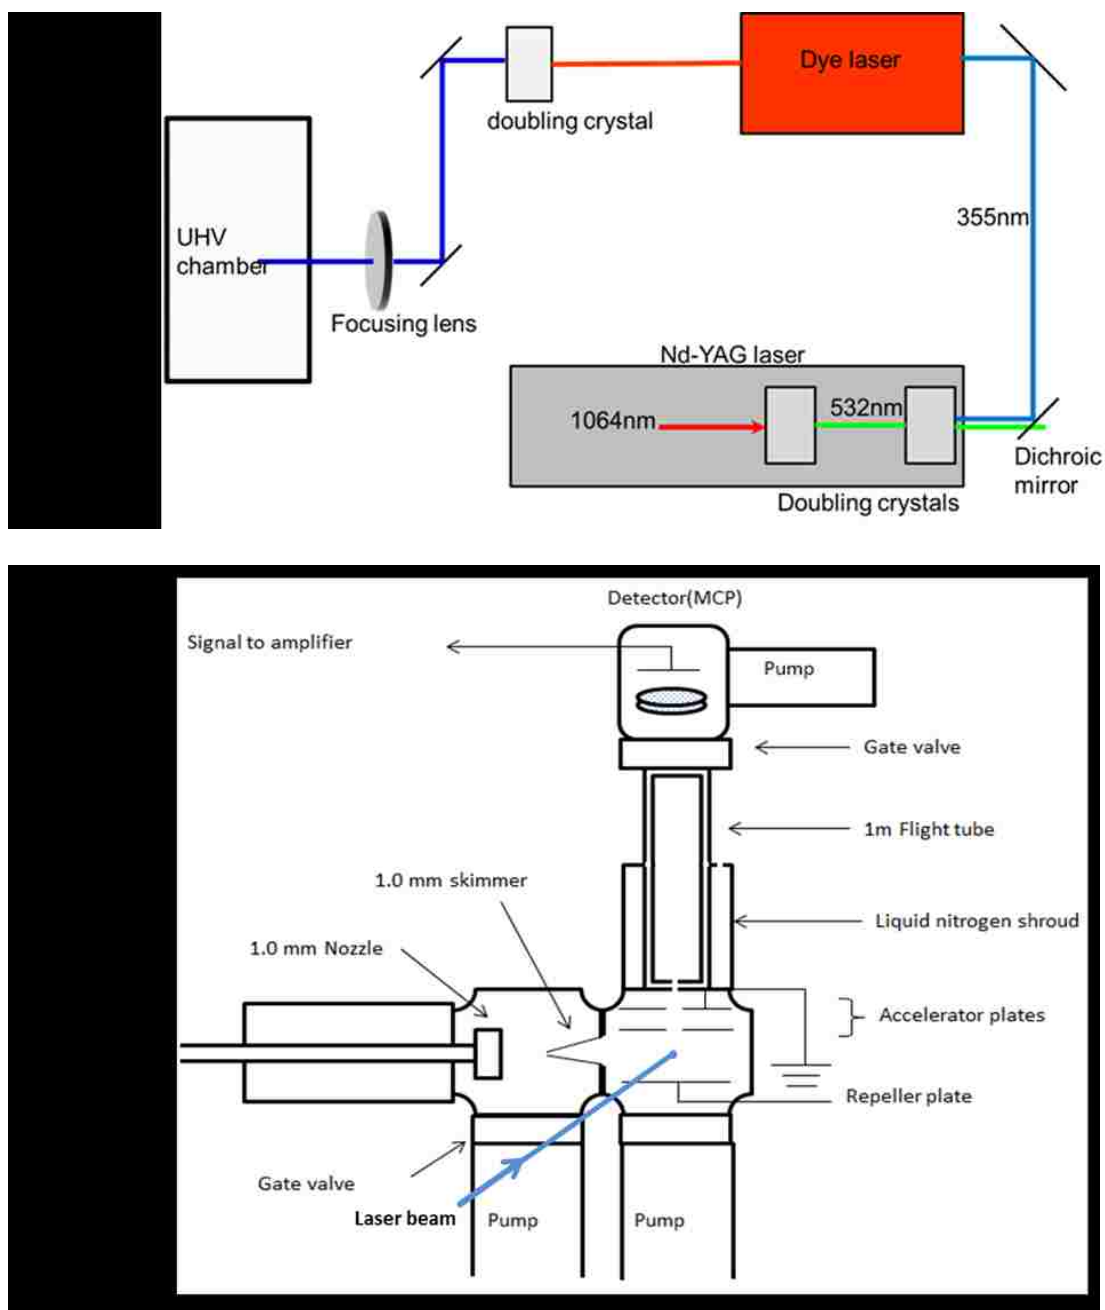 Dye laser
doubling crystal
355nm
UHV
chamber
Focusing lens
Nd-YAG laser
1064nm
532nm
Dichroic
mirror
Doubling crystals
Detector(MCP)
Signal to amplifier
Pump
Gate valve
1m Flight tube
1.0 mm skimmer
Liquid nitrogen shroud
1.0 mm Nozzle
Accelerator plates
Repeller plate
Gate valve
Laser beam
Pump
Pump